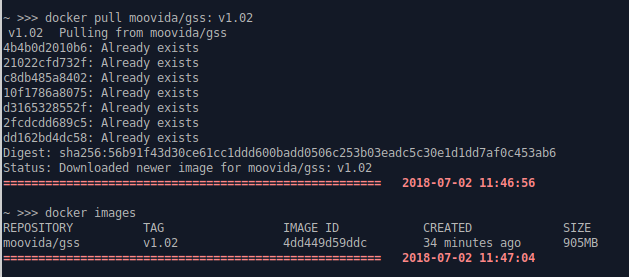 ~ >>> docker pull moovida/gss: v1.02
v1.02 Pulling from moovida/gss
4b4b0d2010b6: Already exists
21022cfd732f: Already exists
c8db485a8402: Already exists
10f1786a8075: Already exists
d3165328552f: Already exists
2fcdcdd689c5: Already exists
dd162bd4dc58: Already exists
Digest: sha256:56b91f43d30ce61cc1ddd600badd0506c253b03eadc5c30e1d1dd7af0c453ab6
Status: Downloaded newer image for moovida/gss: v1.02
====================================================== 2018-07-02 11:46:56
~ >>> docker images
REPOSITORY TAG IMAGE ID CREATED SIZE
moovida/gss v1.02 4dd449d59ddc 34 minutes ago 905MB
====================================================== 2018-07-02 11:47:04